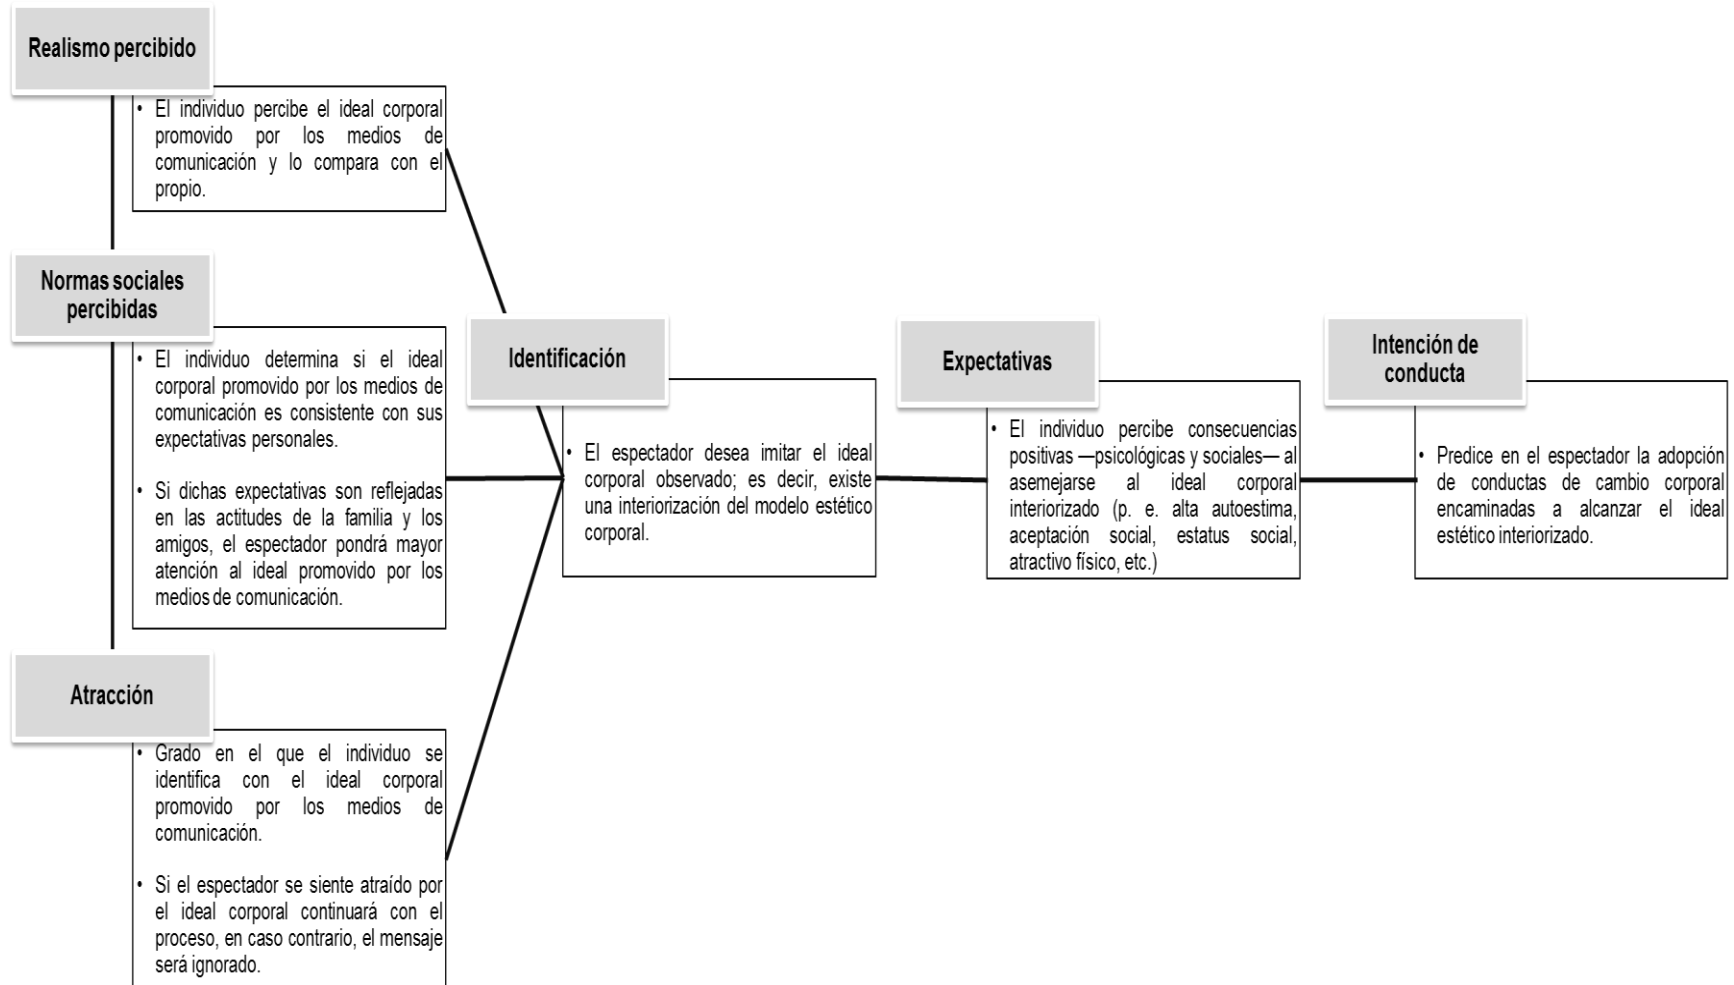 Realismo percibido
• El individuo percibe el ideal corporal
promovido por los medios de
comunicación y lo compara con el
propio.
Normas sociales
percibidas
• El individuo determina si el ideal
corporal promovido por los medios de
comunicación es consistente con sus
expectativas personales.
• Si dichas expectativas son reflejadas
en las actitudes de la familia y los
amigos, el espectador pondrá mayor
atención al ideal promovido por los
medios de comunicación.
Atracción
• Grado en el que el individuo se
identifica con el ideal corporal
promovido por los medios de
comunicación.
• Si el espectador se siente atraído por
el ideal corporal continuará con el
proceso, en caso contrario, el mensaje
será ignorado.
Identificación
• El espectador desea imitar el ideal
corporal observado; es decir, existe
una interiorización del modelo estético
corporal.
Expectativas
• El individuo percibe consecuencias
positivas —psicológicas y sociales— al
asemejarse al ideal corporal
interiorizado (p. e. alta autoestima,
aceptación social, estatus social,
atractivo físico, etc.)
Intención de
conducta
• Predice en el espectador la adopción
de conductas de cambio corporal
encaminadas a alcanzar el ideal
estético interiorizado.